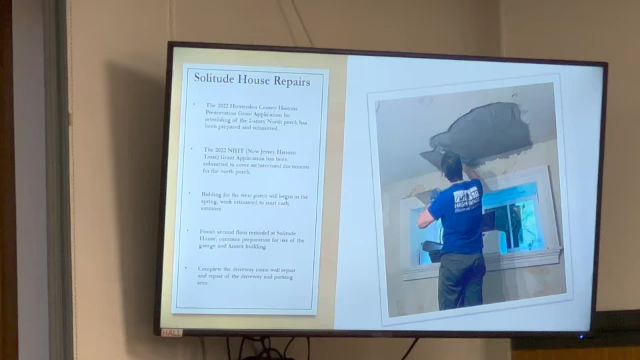 Solitude House Repairs
The 2022 Hunterdon County Historic
Preservation Grant Application for
rebuilding of the Luxury North porch has
been prepared and submitted.
The 2022 NJHT (New Jersey Historic
Trust) Grant Application has been
submitted to cover architectural documents
for the north porch.
Bidding for the new porch will begin in the
spring, work estimated to start early
summer.
Finish second floor remodel at Solitude
House, continue preparation for use of the
garage and Annex building.
Complete the driveway stone wall repair
and repair of the driveway and parking
area.
HALL